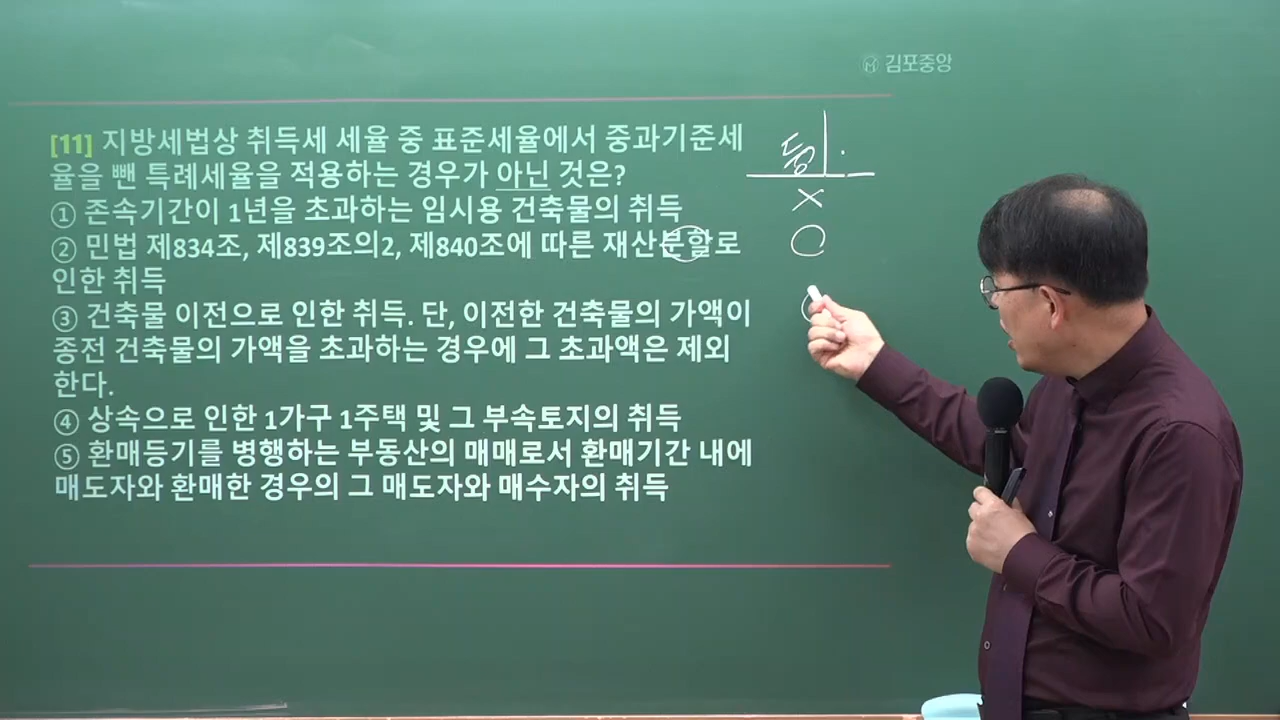 김포중앙
[11] 지방세법상 취득세 세율 중 표준세율에서 중과기준세
율을 뺀 특례세율을 적용하는 경우가 아닌 것은?
① 존속기간이 1년을 초과하는 임시용 건축물의 취득
② 민법 제834조, 제839조의2, 제840조에 따른 재산분할로
인한 취득
③ 건축물 이전으로 인한 취득. 단, 이전한 건축물의 가액이
종전 건축물의 가액을 초과하는 경우에 그 초과액은 제외
한다.
④ 상속으로 인한 1가구 1주택 및 그 부속토지의 취득
⑤ 환매등기를 병행하는 부동산의 매매로서 환매기간 내에
매도자와 환매한 경우의 그 매도자와 매수자의 취득
X
O